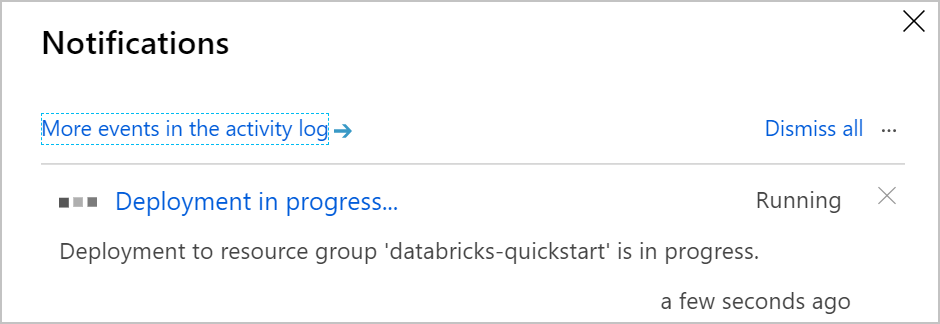 Notifications
More events in the activity log → Dismiss all ...
Deployment in progress... Running
Deployment to resource group 'databricks-quickstart' is in progress.
a few seconds ago